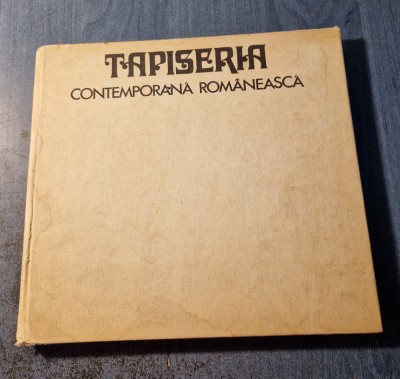 TAPISERIA
CONTEMPORANĂ ROMÂNEASCĂ